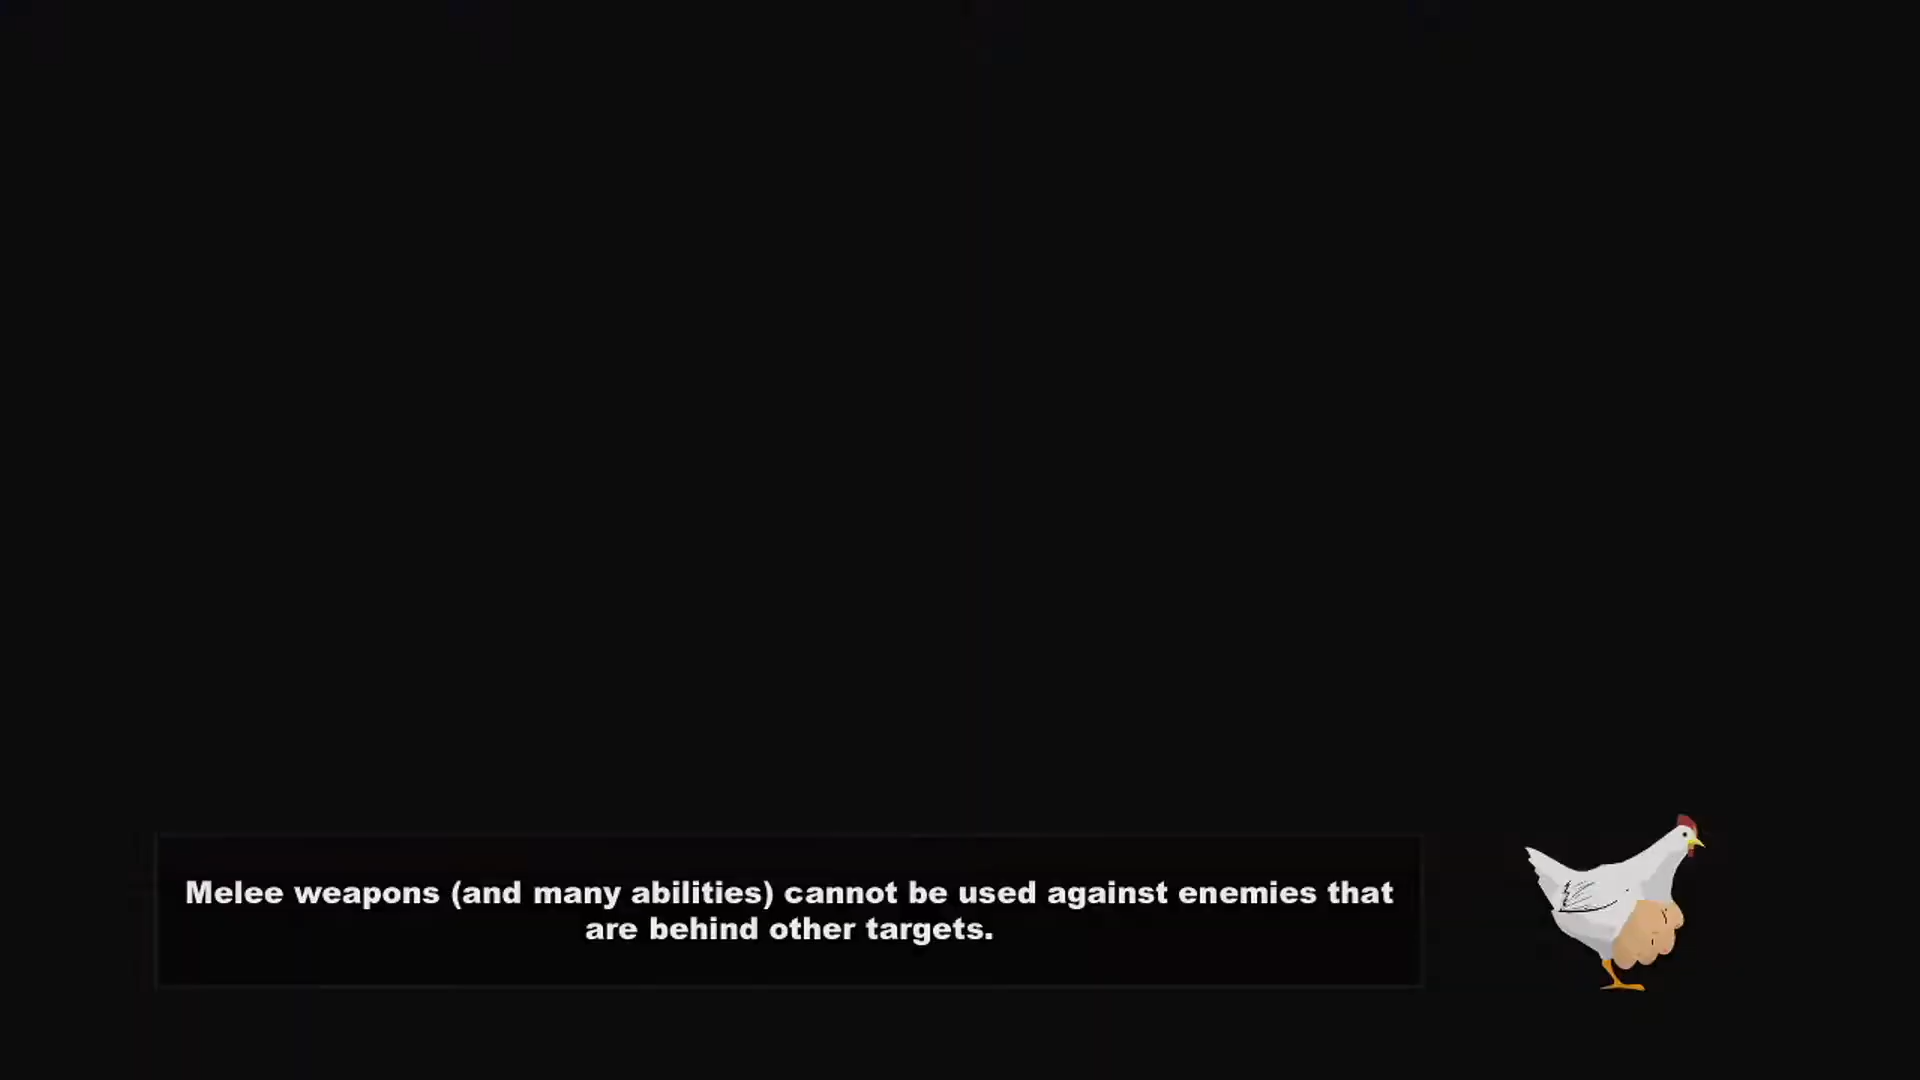 Melee weapons (and many abilities) cannot be used against enemies that
are behind other targets.